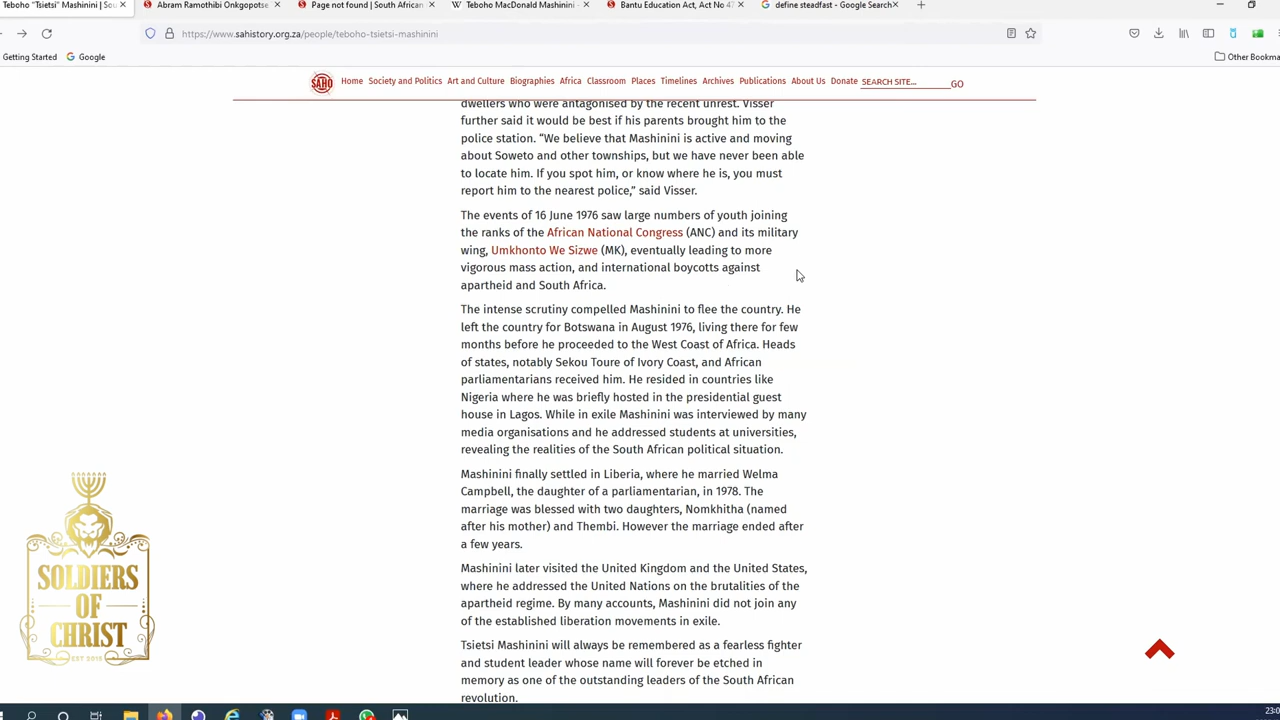 Teboho "Tsietsi" Mashinini | Sou
Abram Ramothibi Onkgopotse
Page not found | South African
Teboho MacDonald Mashinini -
Bantu Education Act, Act No 47
define steadfast - Google Search
https://www.sahistory.org.za/people/teboho-tsietsi-mashinini
Getting Started
Google
Other Bookma
SAHO
Home Society and Politics Art and Culture Biographies Africa Classroom Places Timelines Archives Publications About Us Donate SEARCH SITE... GO
dwellers who were antagonised by the recent unrest. Visser
further said it would be best if his parents brought him to the
police station. “We believe that Mashinini is active and moving
about Soweto and other townships, but we have never been able
to locate him. If you spot him, or know where he is, you must
report him to the nearest police,” said Visser.
The events of 16 June 1976 saw large numbers of youth joining
the ranks of the African National Congress (ANC) and its military
wing, Umkhonto We Sizwe (MK), eventually leading to more
vigorous mass action, and international boycotts against
apartheid and South Africa.
The intense scrutiny compelled Mashinini to flee the country. He
left the country for Botswana in August 1976, living there for few
months before he proceeded to the West Coast of Africa. Heads
of states, notably Sekou Toure of Ivory Coast, and African
parliamentarians received him. He resided in countries like
Nigeria where he was briefly hosted in the presidential guest
house in Lagos. While in exile Mashinini was interviewed by many
media organisations and he addressed students at universities,
revealing the realities of the South African political situation.
Mashinini finally settled in Liberia, where he married Welma
Campbell, the daughter of a parliamentarian, in 1978. The
marriage was blessed with two daughters, Nomkhitha (named
after his mother) and Thembi. However the marriage ended after
a few years.
Mashinini later visited the United Kingdom and the United States,
where he addressed the United Nations on the brutalities of the
apartheid regime. By many accounts, Mashinini did not join any
of the established liberation movements in exile.
Tsietsi Mashinini will always be remembered as a fearless fighter
and student leader whose name will forever be etched in
memory as one of the outstanding leaders of the South African
revolution.
SOLDIERS
OF
CHRIST
EST 2015
23:0